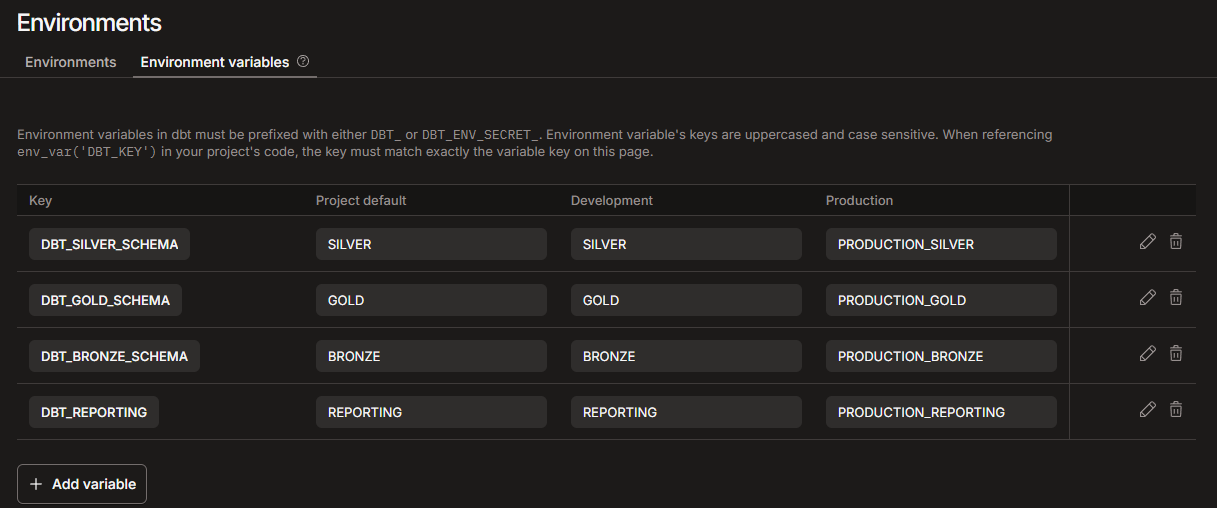 Environments
Environments Environment variables
Environment variables in dbt must be prefixed with either DBT_ or DBT_ENV_SECRET_. Environment variable's keys are uppercased and case sensitive. When referencing
env_var('DBT_KEY') in your project's code, the key must match exactly the variable key on this page.
Key Project default Development Production
DBT_SILVER_SCHEMA SILVER SILVER PRODUCTION_SILVER
DBT_GOLD_SCHEMA GOLD GOLD PRODUCTION_GOLD
DBT_BRONZE_SCHEMA BRONZE BRONZE PRODUCTION_BRONZE
DBT_REPORTING REPORTING REPORTING PRODUCTION_REPORTING
+ Add variable